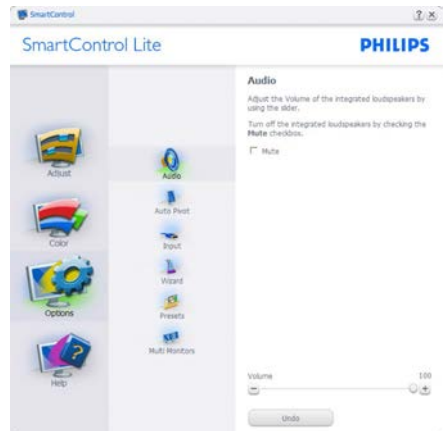 SmartControl
SmartControl Lite
PHILIPS
Adjust
Color
Options
Help
Audio
Auto Pivot
Input
Wizard
Presets
Multi Monitors
Audio
Adjust the Volume of the integrated loudspeakers by
using the slider.
Turn off the integrated loudspeakers by checking the
Mute checkbox.
Mute
Volume 100
Undo